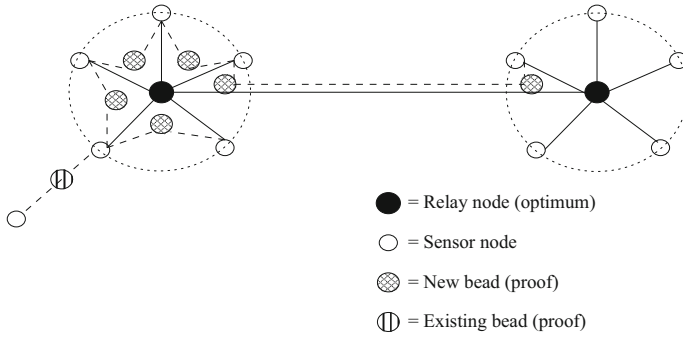 = Relay node (optimum)
= Sensor node
= New bead (proof)
= Existing bead (proof)